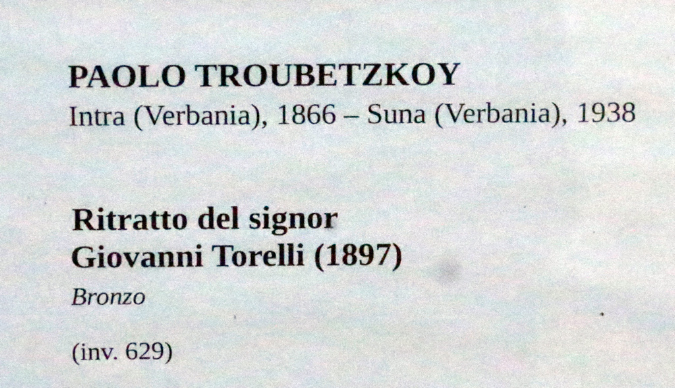 PAOLO TROUBETZKOY
Intra (Verbania), 1866 – Suna (Verbania), 1938
Ritratto del signor
Giovanni Torelli (1897)
Bronzo
(inv. 629)